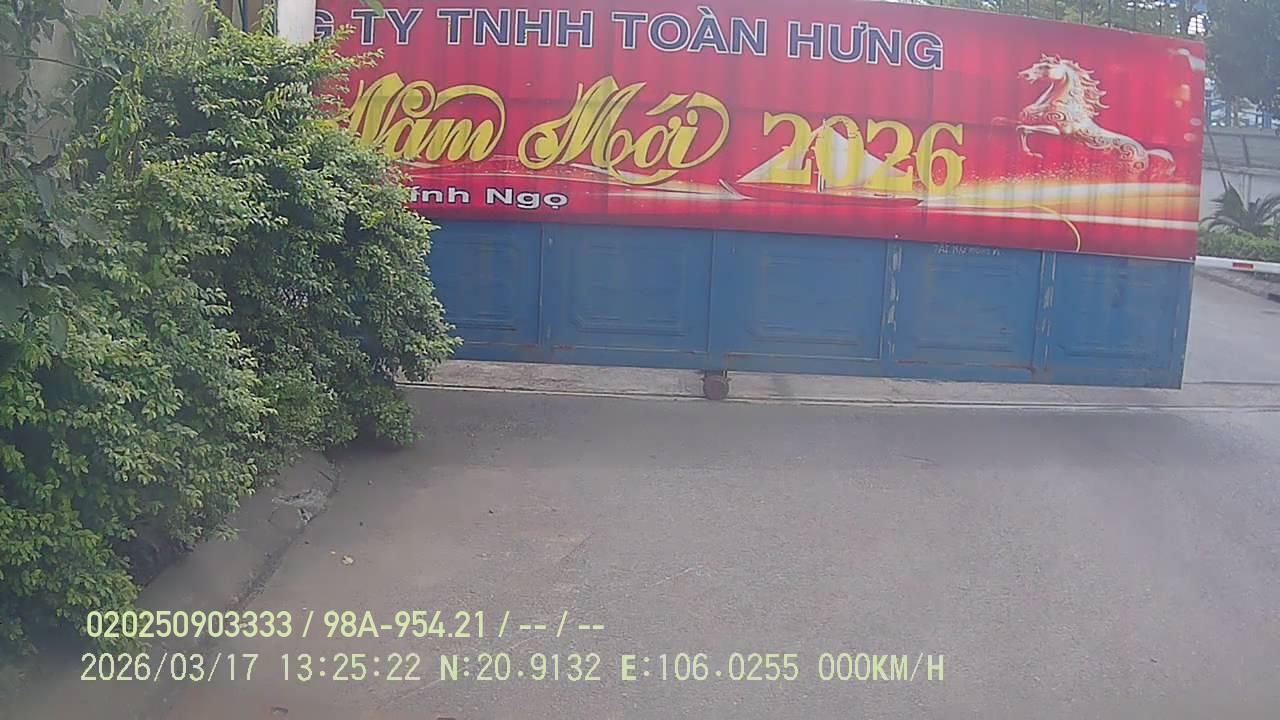 G TY TNHH TOÀN HƯNG
Năm Mới 2026
ính Ngọ
020250903333 / 98A-954.21 / -- / --
2026/03/17 13:25:22 N:20.9132 E:106.0255 000KM/H